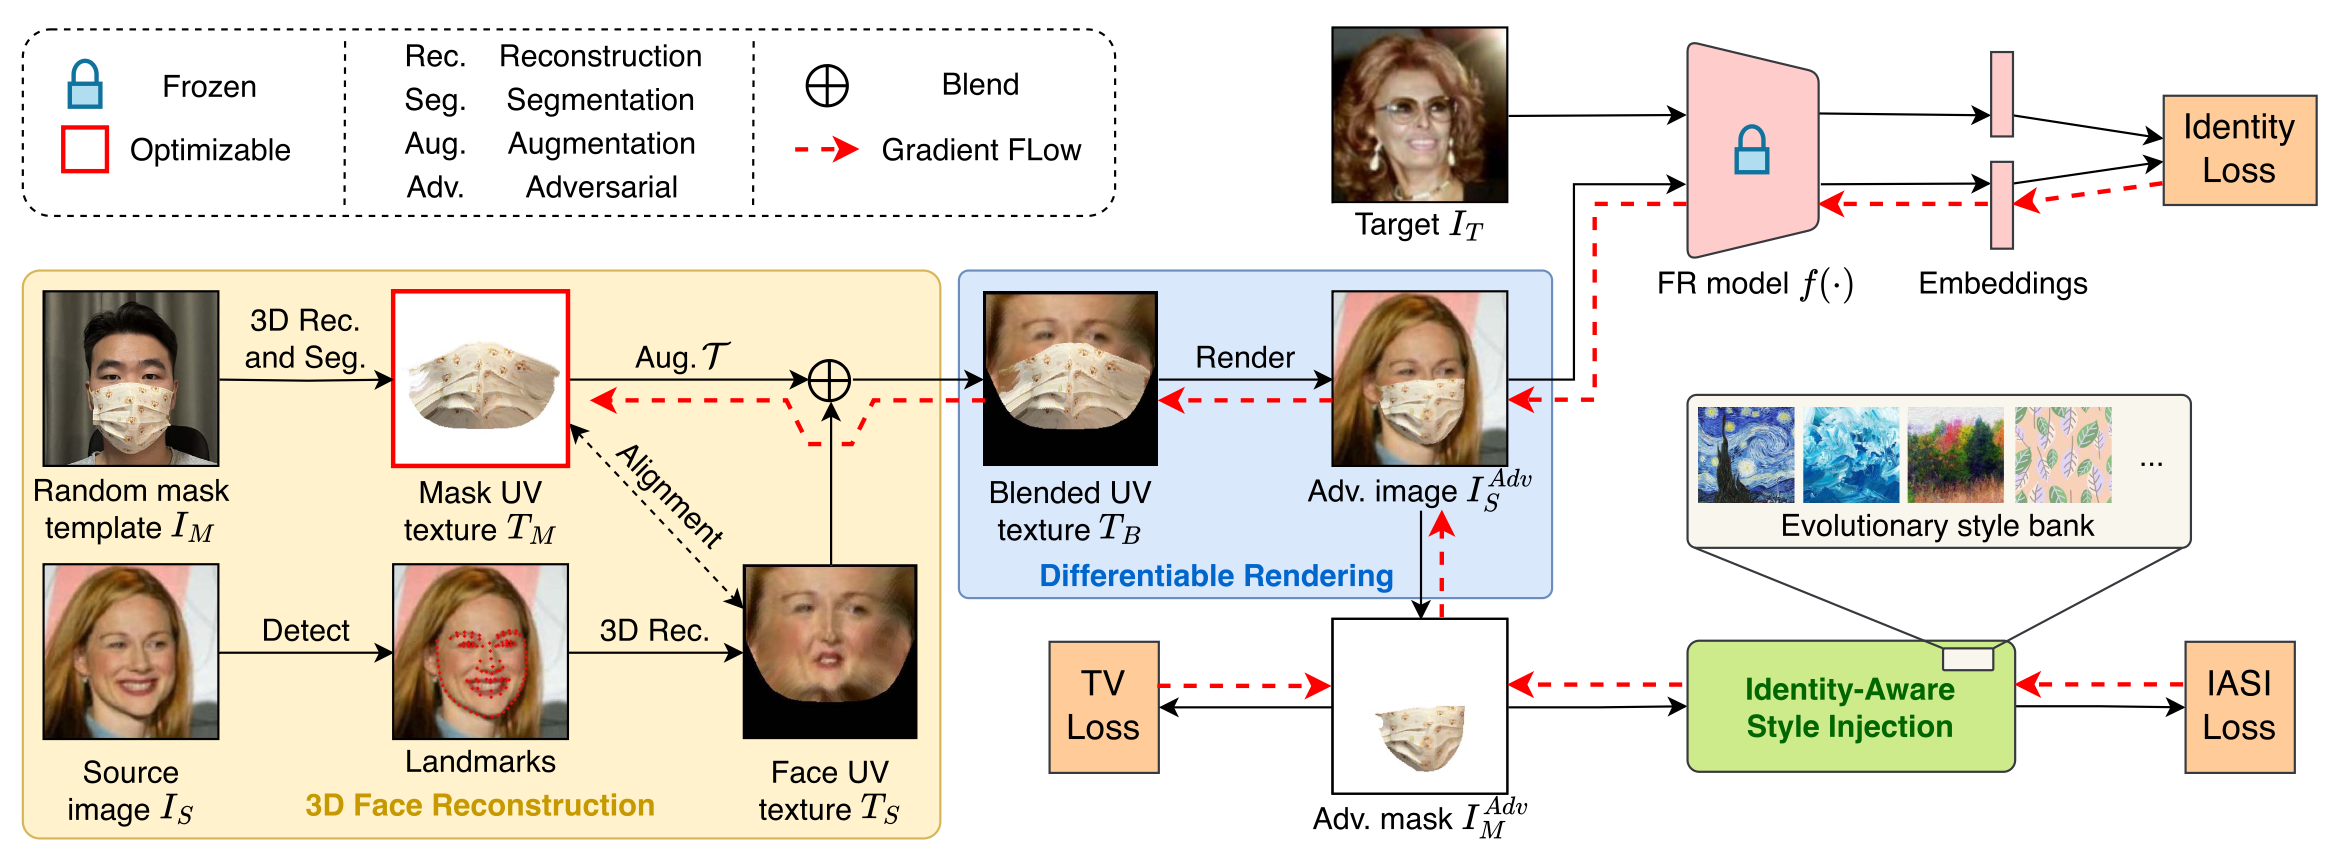 Frozen
Optimizable
Rec. Reconstruction
Seg. Segmentation
Aug. Augmentation
Adv. Adversarial
Blend
Gradient FLow
Target I_T
FR model f(·)
Embeddings
Identity
Loss
Random mask
template I_M
3D Rec.
and Seg.
Mask UV
texture T_M
Aug. 𝒯
Alignment
Source
image I_S
Detect
Landmarks
3D Rec.
Face UV
texture T_S
3D Face Reconstruction
Blended UV
texture T_B
Render
Adv. image I_S^{Adv}
Differentiable Rendering
Evolutionary style bank
...
TV
Loss
Adv. mask I_M^{Adv}
Identity-Aware
Style Injection
IASI
Loss